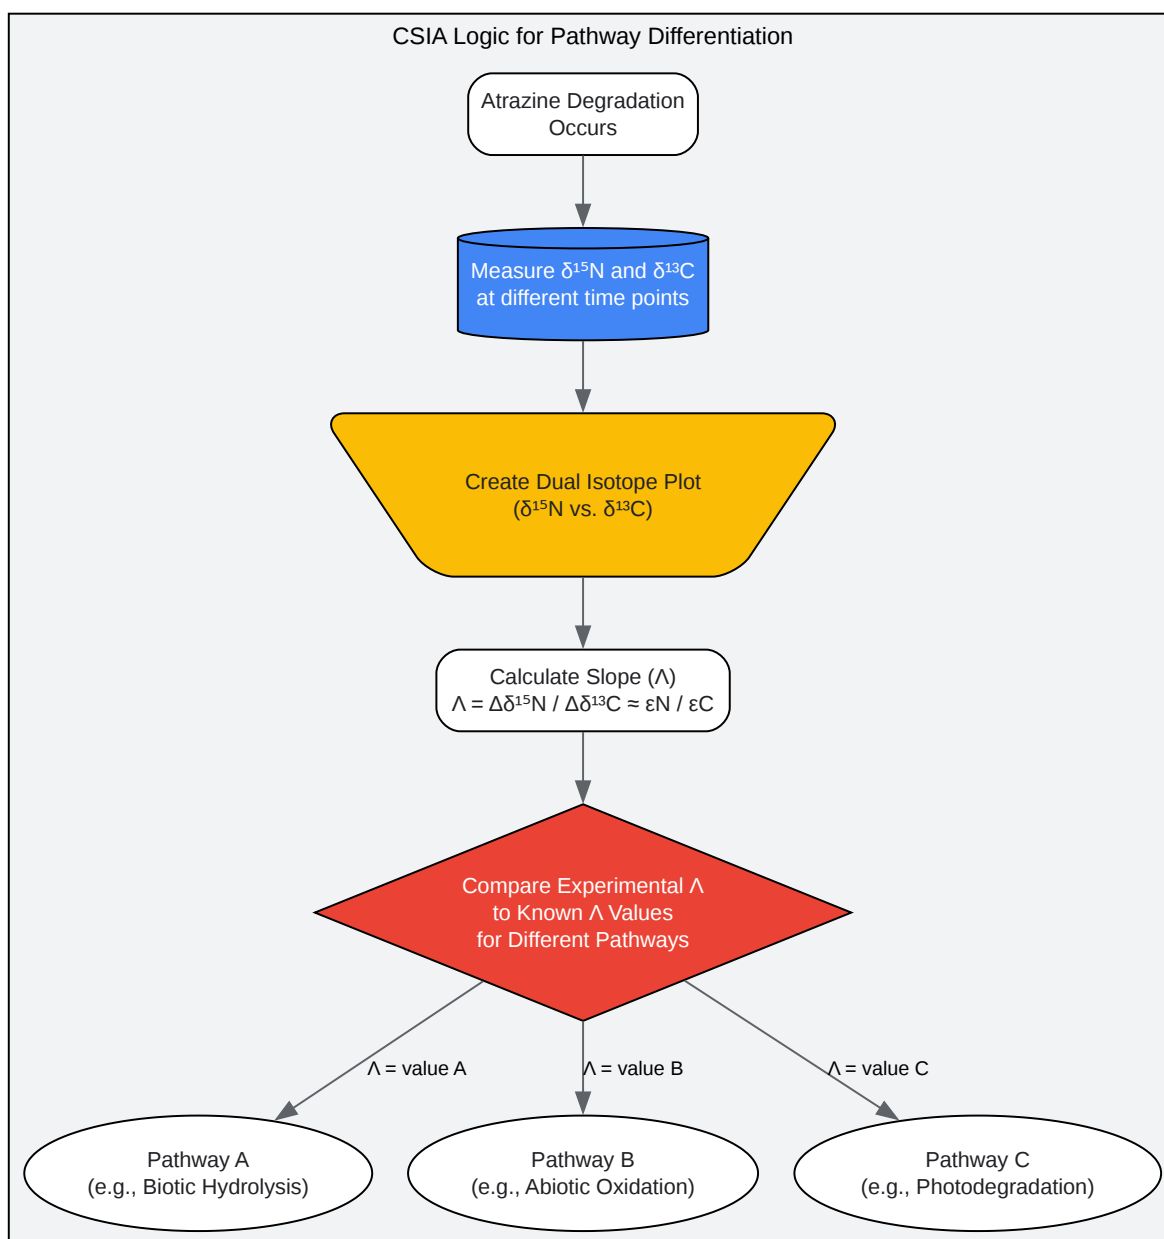 CSIA Logic for Pathway Differentiation
Atrazine Degradation
Occurs
Measure δ¹⁵N and δ¹³C
at different time points
Create Dual Isotope Plot
(δ¹⁵N vs. δ¹³C)
Calculate Slope (Λ)
Λ = Δδ¹⁵N / Δδ¹³C ≈ εN / εC
Compare Experimental Λ
to Known Λ Values
for Different Pathways
Λ = value A
Λ = value B
Λ = value C
Pathway A
(e.g., Biotic Hydrolysis)
Pathway B
(e.g., Abiotic Oxidation)
Pathway C
(e.g., Photodegradation)